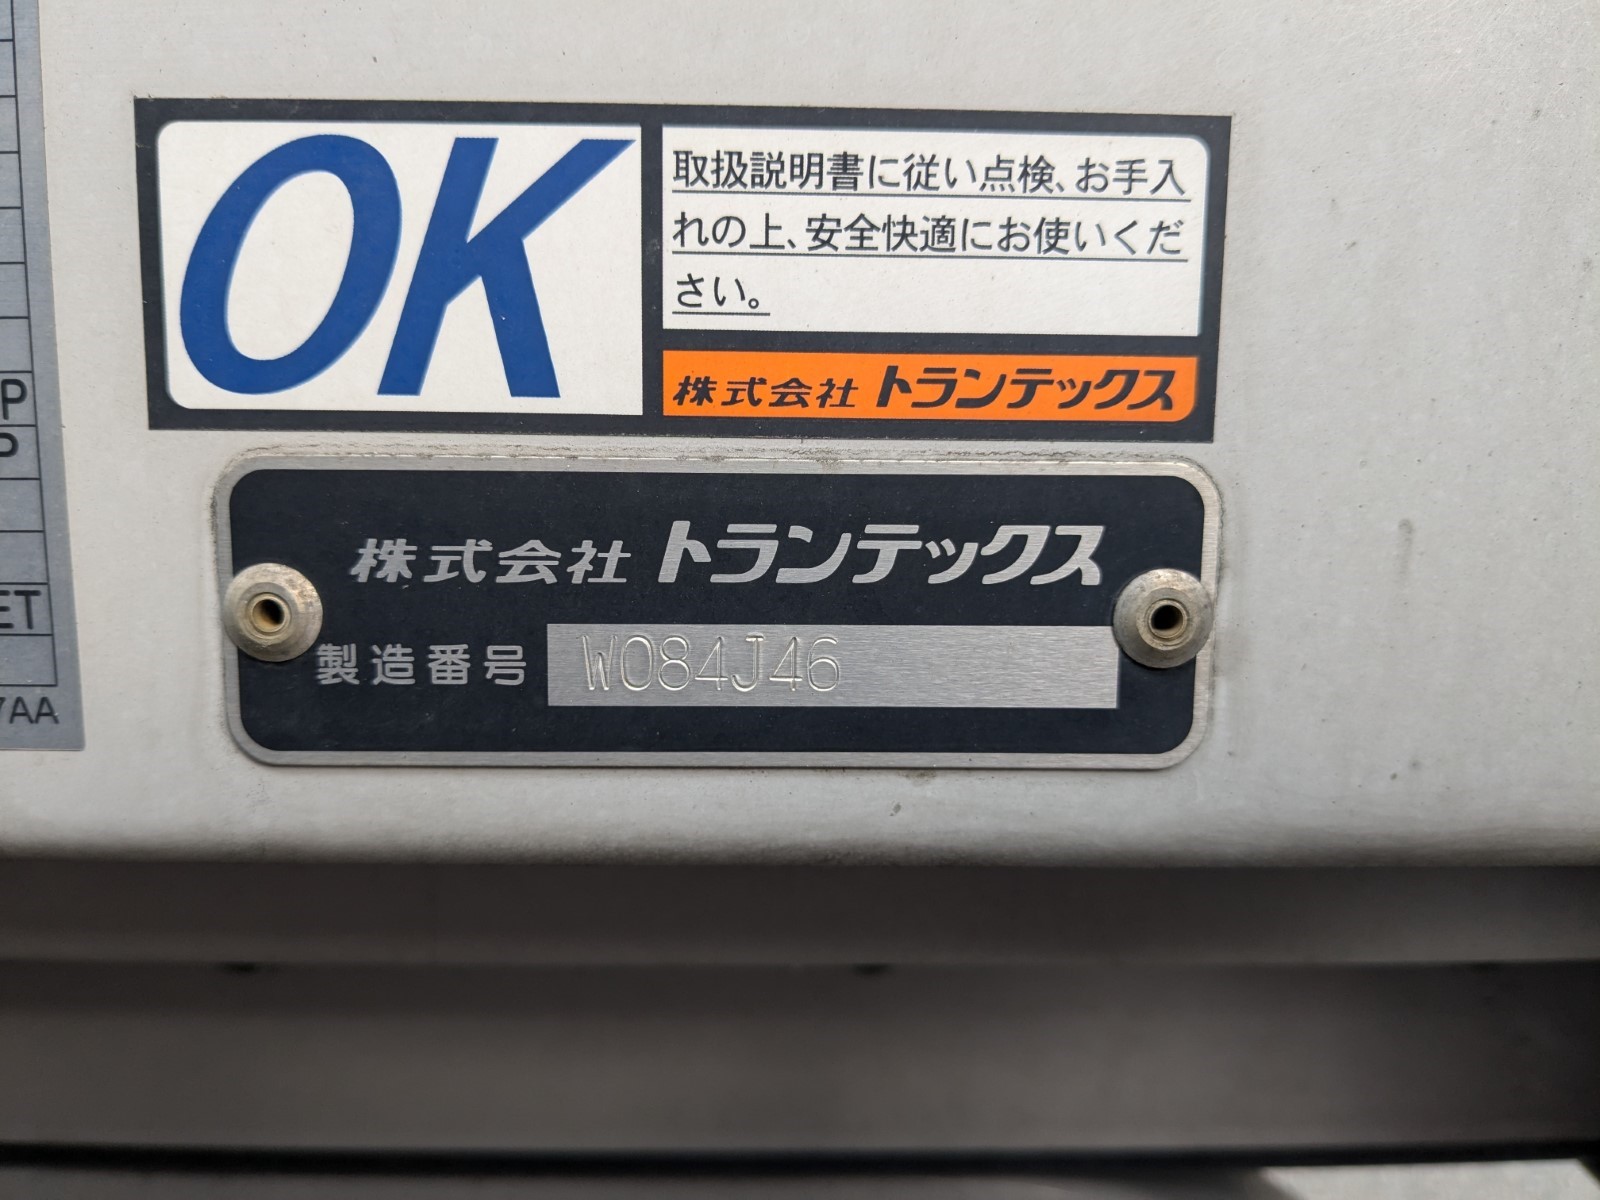 OK
取扱説明書に従い点検、お手入
れの上、安全快適にお使いくだ
さい。
株式会社 トランテックス
株式会社 トランテックス
製造番号 W084J46
P
P
ET
7AA